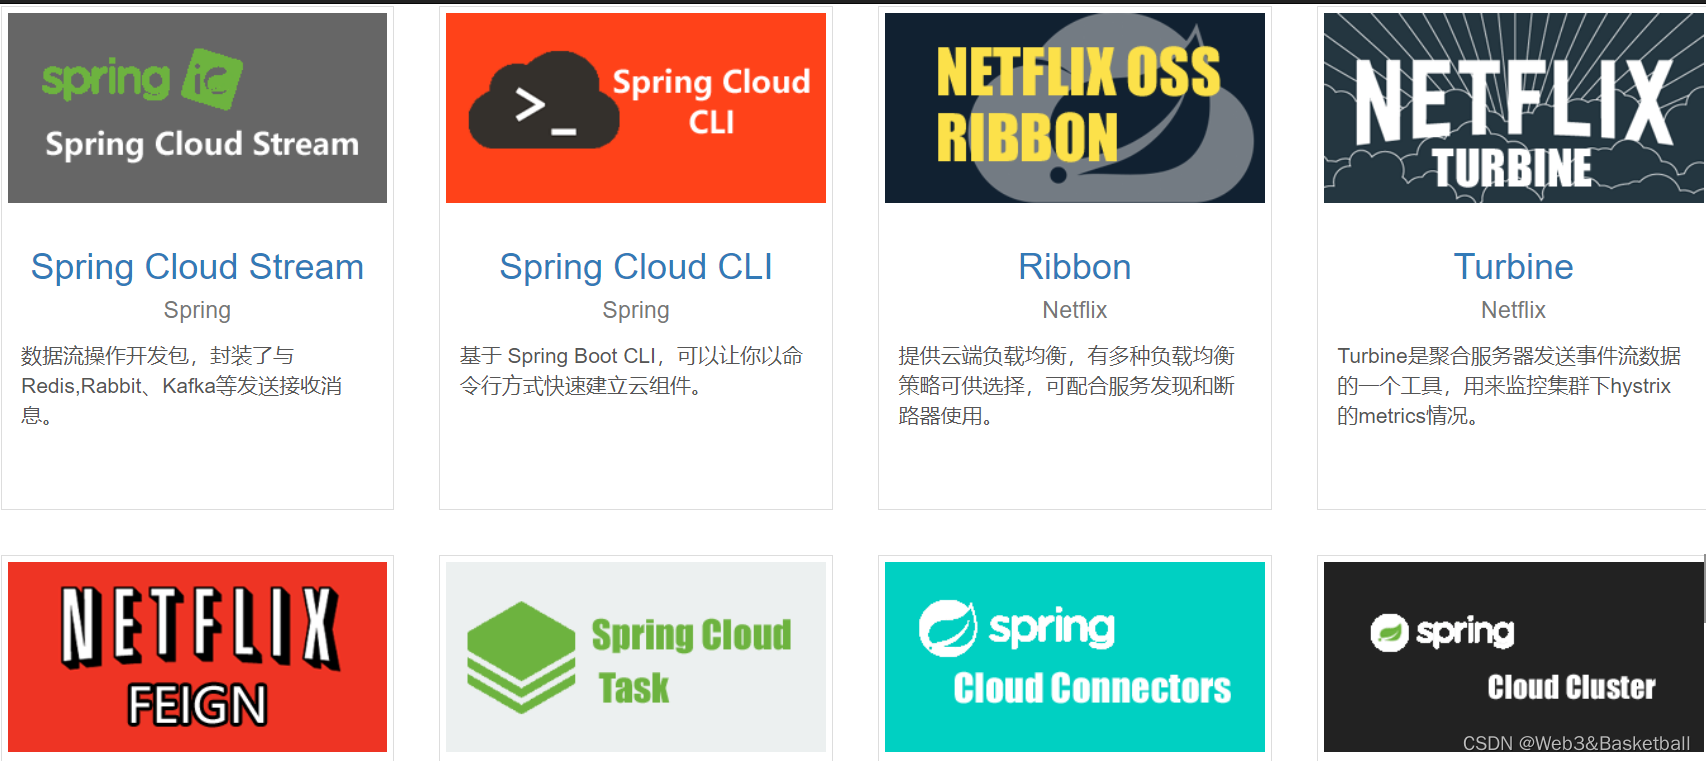 spring
Spring Cloud Stream
Spring Cloud
CLI
NETFLIX OSS
RIBBON
NETFLIX
TURBINE
Spring Cloud Stream
Spring
数据流操作开发包，封装了与
Redis,Rabbit、Kafka等发送接收消
息。
Spring Cloud CLI
Spring
基于 Spring Boot CLI，可以让你以命
令行方式快速建立云组件。
Ribbon
Netflix
提供云端负载均衡，有多种负载均衡
策略可供选择，可配合服务发现和断
路器使用。
Turbine
Netflix
Turbine是聚合服务器发送事件流数据
的一个工具，用来监控集群下hystrix
的metrics情况。
NETFLIX
FEIGN
Spring Cloud
Task
spring
Cloud Connectors
spring
Cloud Cluster
CSDN @Web3&Basketball